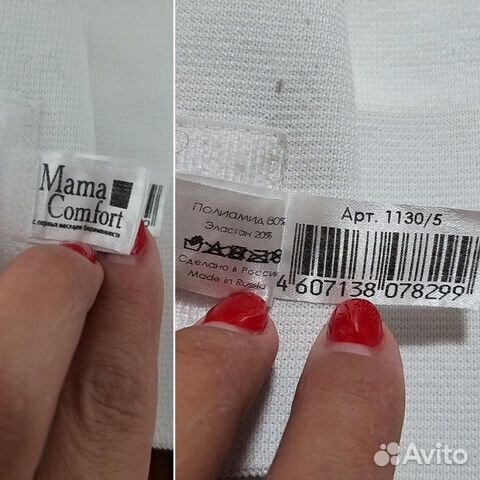 Mama
Comfort
с первых месяцев беременности
Полиамид 80%
Эластан 20%
Сделано в России
Made in Russia
Арт. 1130/5
4 607138 078299
Avito